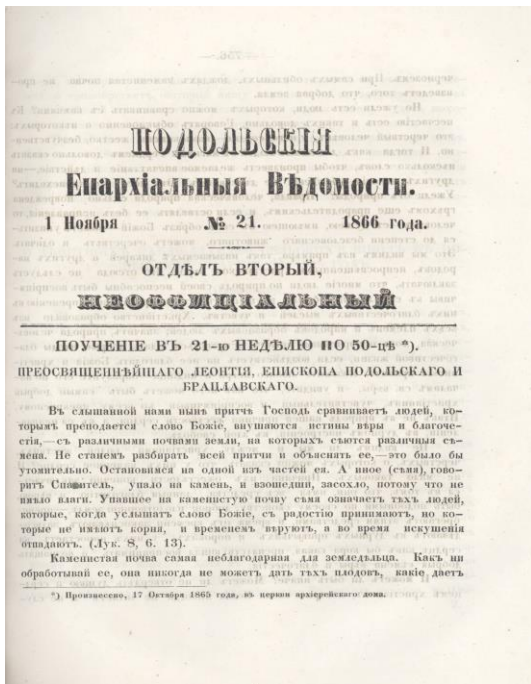 ПОДОЛЬСКІЯ
Епархіальныя Вѣдомости.
1 Ноября № 21. 1866 года.
ОТДѢЛЪ ВТОРЫЙ,
НЕОФФИЦІАЛЬНЫЙ
ПОУЧЕНІЕ ВЪ 21-ю НЕДѢЛЮ ПО 50-цѣ *).
ПРЕОСВЯЩЕННѢЙШАГО ЛЕОНТІЯ, ЕПИСКОПА ПОДОЛЬСКАГО И
БРАЦЛАВСКАГО.
Въ слышанной нами нынѣ притчѣ Господь сравниваетъ людей, ко-
торымъ преподается слово Божіе, внушаются истины вѣры и благоче-
стія,—съ различными почвами земли, на которыхъ сѣются различныя сѣ-
мена. Не станемъ разбирать всей притчи и объяснять ее,—это было бы
утомительно. Остановимся на одной изъ частей ея. А иное (сѣмя), гово-
ритъ Спаситель, упало на камень, и взошедши, засохло, потому что не
имѣло влаги. Упавшее на каменистую почву сѣмя означаетъ тѣхъ людей,
которые, когда услышатъ слово Божіе, съ радостію принимаютъ, но ко-
торые не имѣютъ корня, и временемъ вѣруютъ, а во время искушенія
отпадаютъ. (Лук. 8, 6. 13).
Каменистая почва самая неблагодарная для земледѣльца. Какъ ни
обработывай ее, она никогда не можетъ дать тѣхъ плодовъ, какіе даетъ
*) Произнесено, 17 Октября 1865 года, въ церкви архіерейскаго дома.